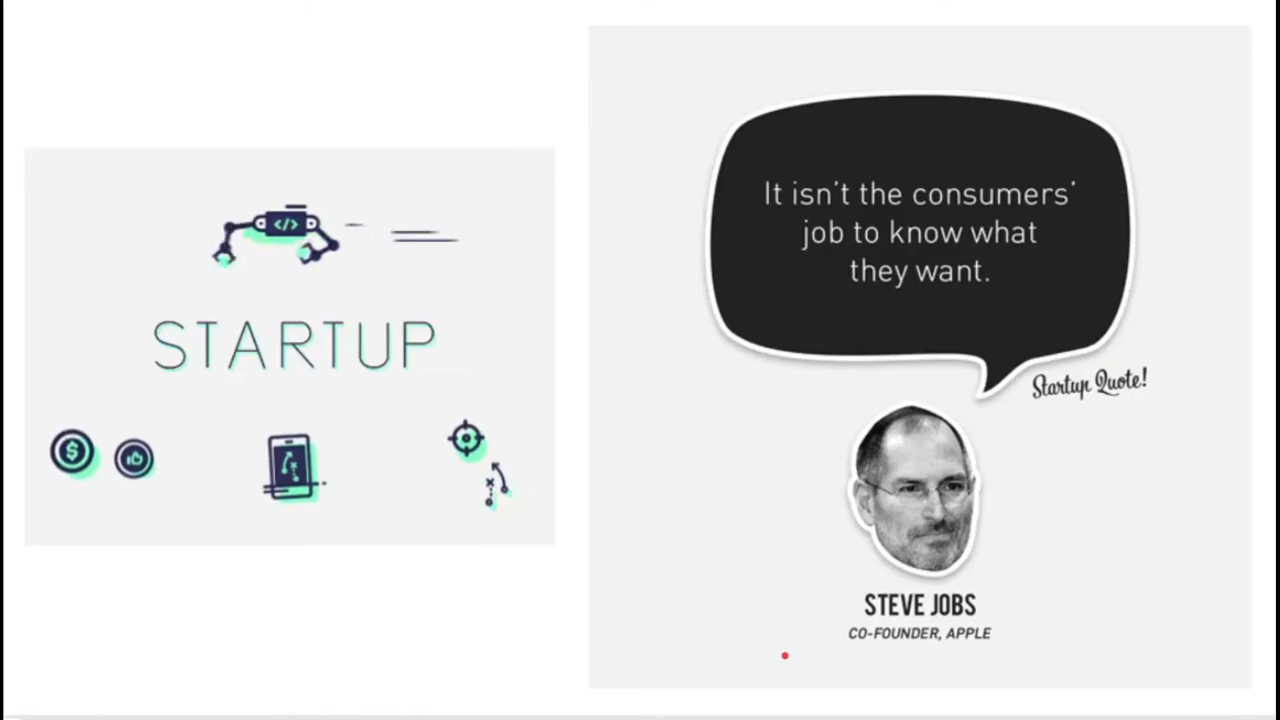 </>
STARTUP
$
It isn't the consumers'
job to know what
they want.
Startup Quote!
STEVE JOBS
CO-FOUNDER, APPLE